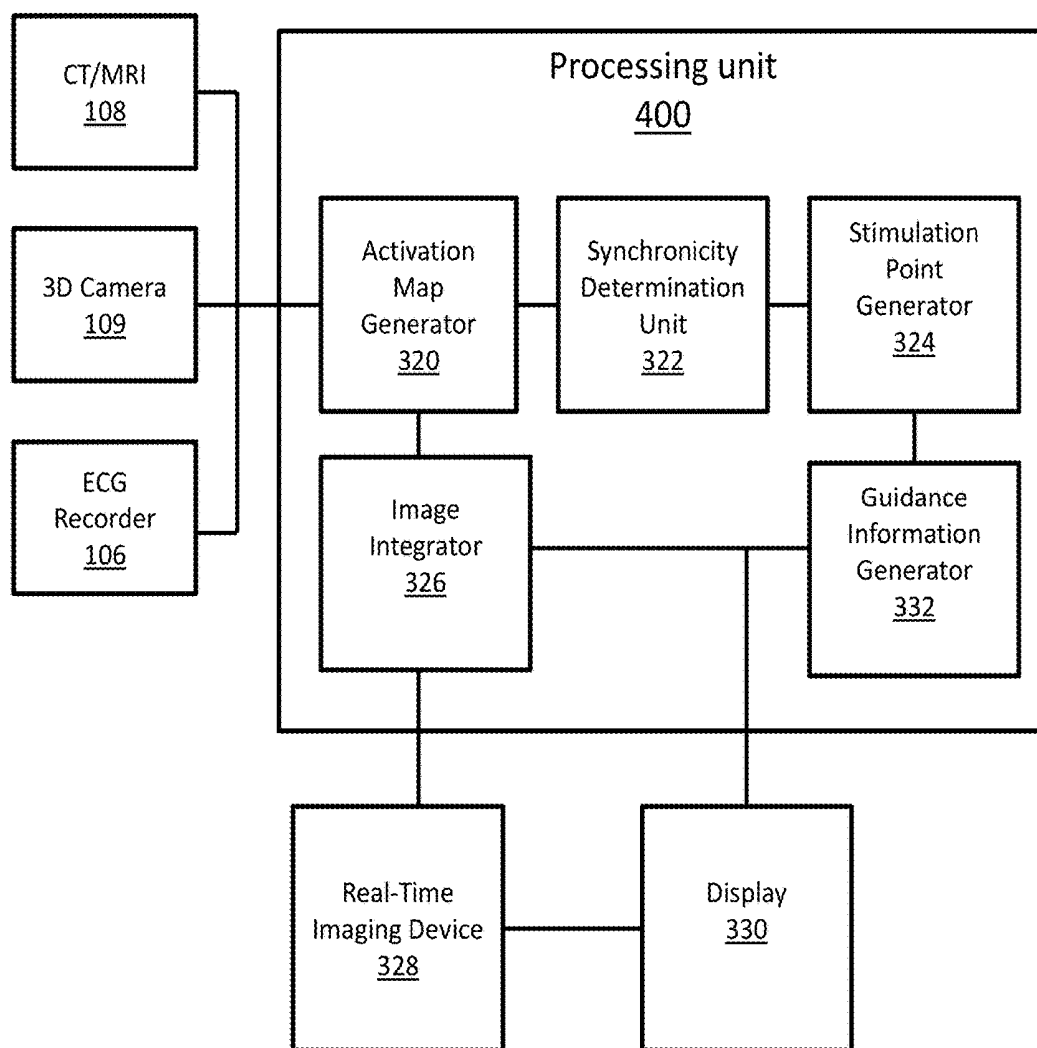 CT/MRI
108
3D Camera
109
ECG
Recorder
106
Processing unit
400
Activation
Map
Generator
320
Synchronicity
Determination
Unit
322
Stimulation
Point
Generator
324
Image
Integrator
326
Guidance
Information
Generator
332
Real-Time
Imaging Device
328
Display
330